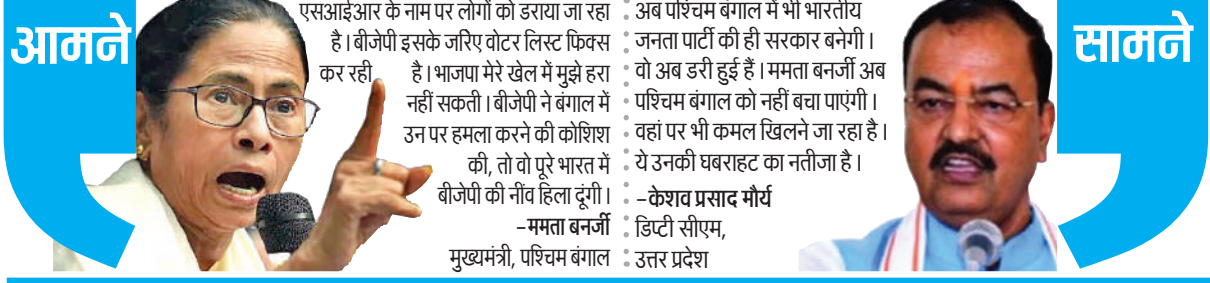 आमने
एसआईआर के नाम पर लोगों को डराया जा रहा
है। बीजेपी इसके जरिए वोटर लिस्ट फिक्स
कर रही है। भाजपा मेरे खेल में मुझे हरा
नहीं सकती। बीजेपी ने बंगाल में
उन पर हमला करने की कोशिश
की, तो वो पूरे भारत में
बीजेपी की नींव हिला दूंगी।
-ममता बनर्जी
मुख्यमंत्री, पश्चिम बंगाल
अब पश्चिम बंगाल में भी भारतीय
जनता पार्टी की ही सरकार बनेगी।
वो अब डरी हुई हैं। ममता बनर्जी अब
पश्चिम बंगाल को नहीं बचा पाएंगी।
वहां पर भी कमल खिलने जा रहा है।
ये उनकी घबराहट का नतीजा है।
-केशव प्रसाद मौर्य
डिप्टी सीएम,
उत्तर प्रदेश
सामने